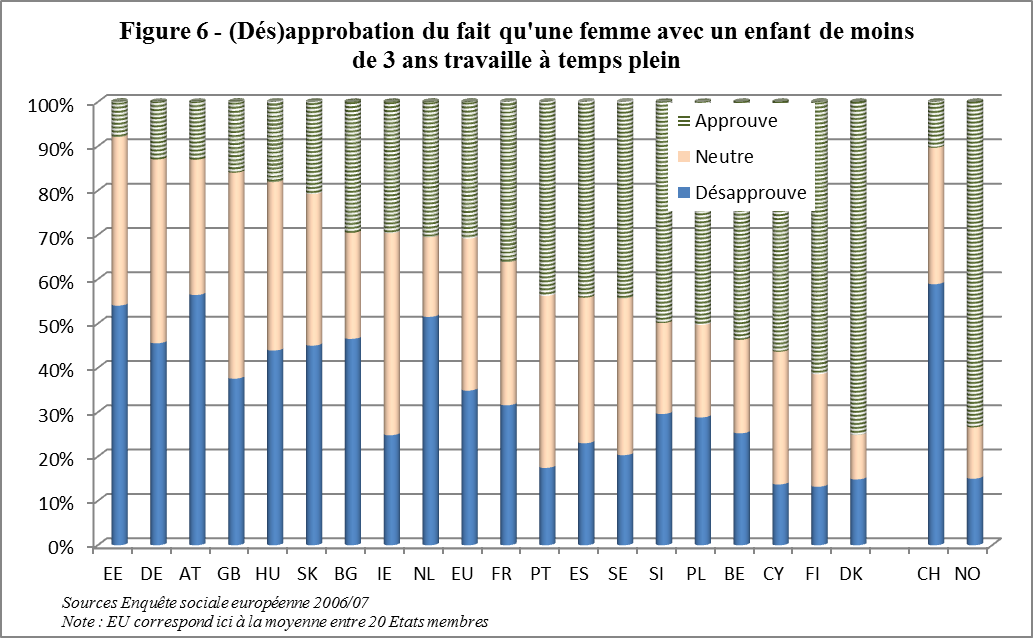 Figure 6 - (Dés)approbation du fait qu'une femme avec un enfant de moins
de 3 ans travaille à temps plein
100%
90%
80%
70%
60%
50%
40%
30%
20%
10%
0%
Approuve
Neutre
Désapprouve
EE DE AT GB HU SK BG IE NL EU FR PT ES SE SI PL BE CY FI DK CH NO
Sources Enquête sociale européenne 2006/07
Note : EU correspond ici à la moyenne entre 20 Etats membres